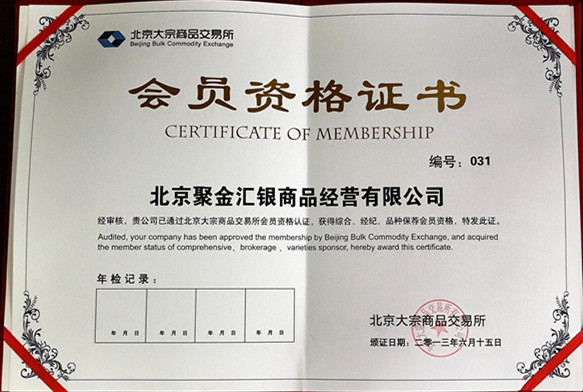 北京大宗商品交易所
Beijing Bulk Commodity Exchange
会员资格证书
CERTIFICATE OF MEMBERSHIP
编号：031
北京聚金汇银商品经营有限公司
经审核，贵公司已通过北京大宗商品交易所会员资格认证，获得综合、经纪、品种保荐会员资格，特发此证。
Audited, your company has been approved the membership by Beijing Bulk Commodity Exchange, and acquired
the member status of comprehensive、brokerage 、varieties sponsor, hereby award this certificate.
年检记录：
年 月 日 年 月 日 年 月 日 年 月 日
北京大宗商品交易所
颁证日期：二〇一三年六月十五日